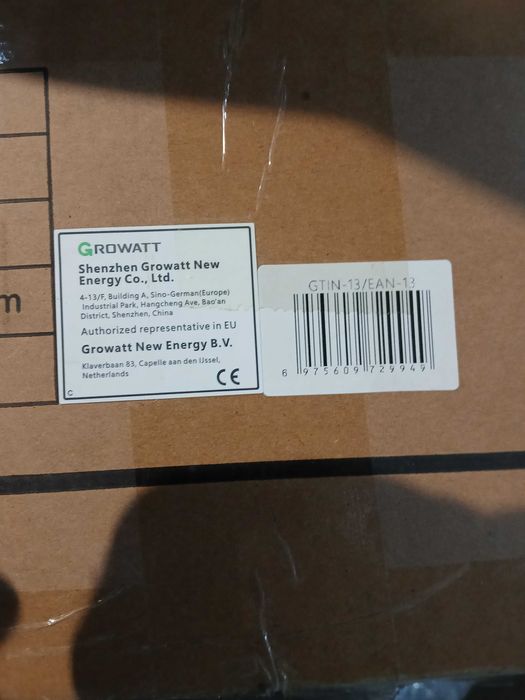 m
GROWATT
Shenzhen Growatt New
Energy Co., Ltd.
4-13/F, Building A, Sino-German(Europe)
Industrial Park, Hangcheng Ave, Bao'an
District, Shenzhen, China
Authorized representative in EU
Growatt New Energy B.V.
Klaverbaan 83, Capelle aan den IJssel,
Netherlands
CE
C
GTIN-13/EAN-13
6 975609 729949